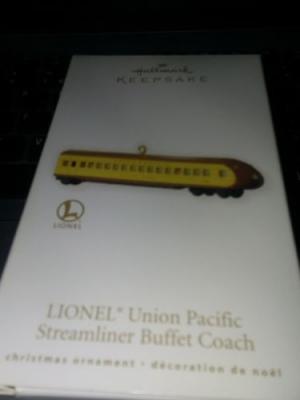 Hallmark
KEEPSAKE
L
LIONEL
LIONEL® Union Pacific
Streamliner Buffet Coach
christmas ornament • décoration de noël